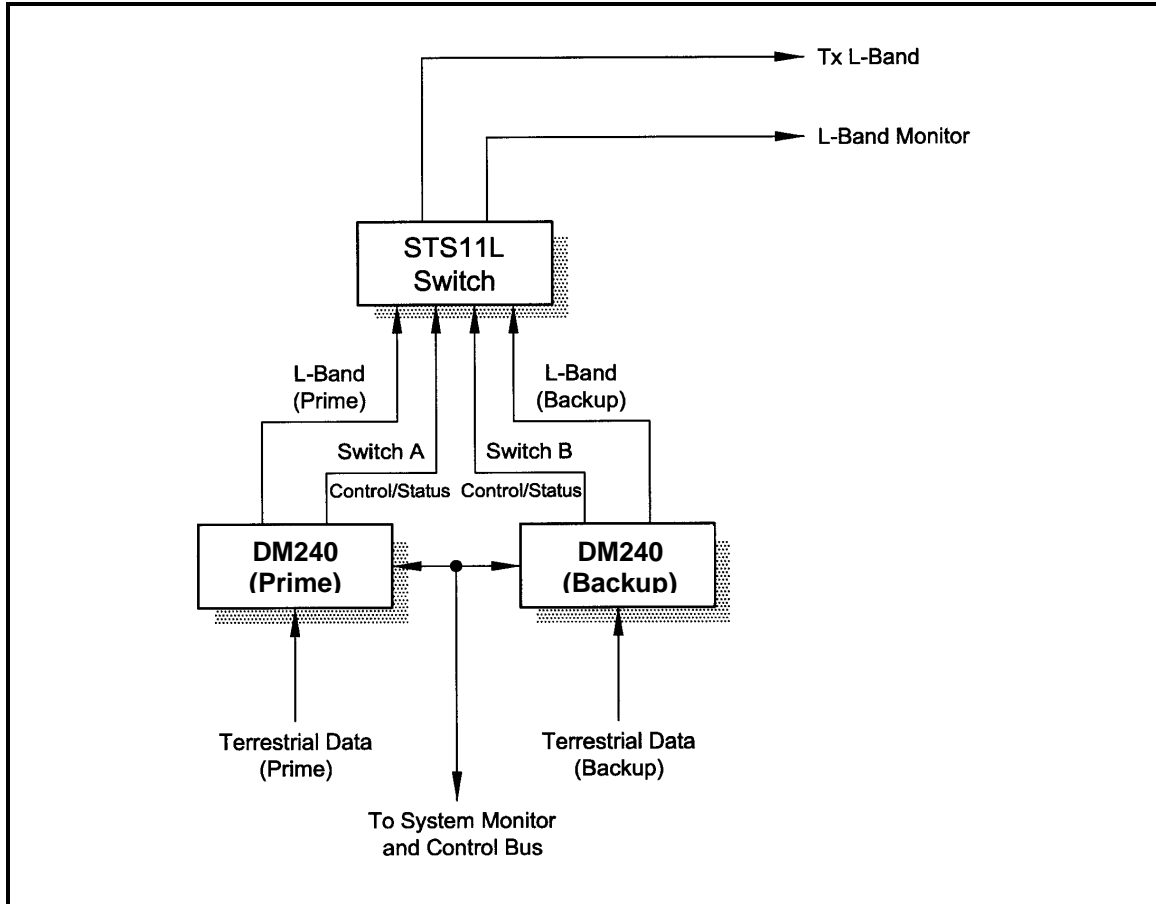 Tx L-Band
L-Band Monitor
STS11L
Switch
L-Band
(Prime)
L-Band
(Backup)
Switch A
Switch B
Control/Status
Control/Status
DM240
(Prime)
DM240
(Backup)
Terrestrial Data
(Prime)
Terrestrial Data
(Backup)
To System Monitor
and Control Bus